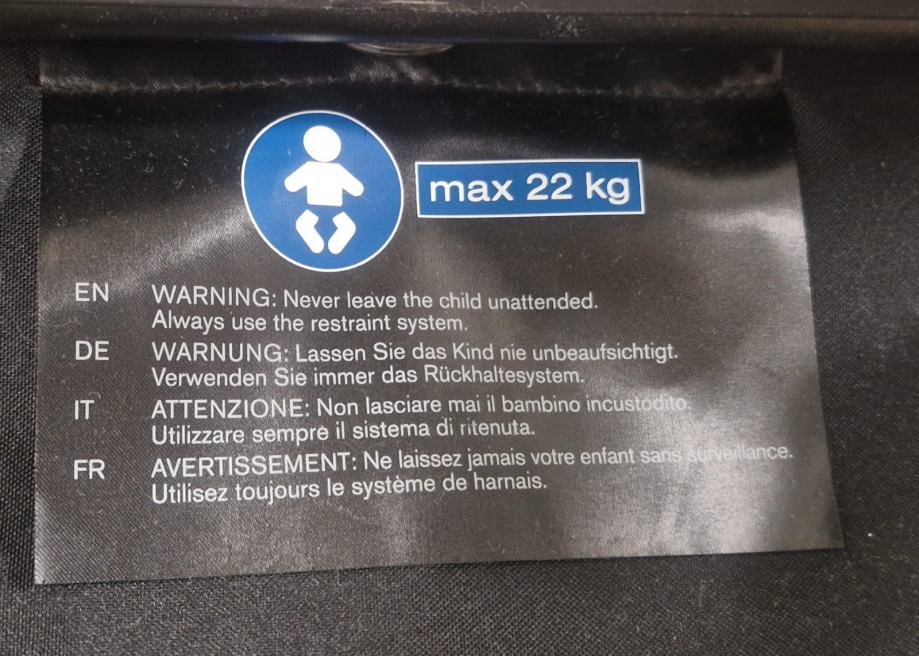 max 22 kg
EN WARNING: Never leave the child unattended.
Always use the restraint system.
DE WARNUNG: Lassen Sie das Kind nie unbeaufsichtigt.
Verwenden Sie immer das Rückhaltesystem.
IT ATTENZIONE: Non lasciare mai il bambino incustodito.
Utilizzare sempre il sistema di ritenuta.
FR AVERTISSEMENT: Ne laissez jamais votre enfant sans surveillance.
Utilisez toujours le système de harnais.